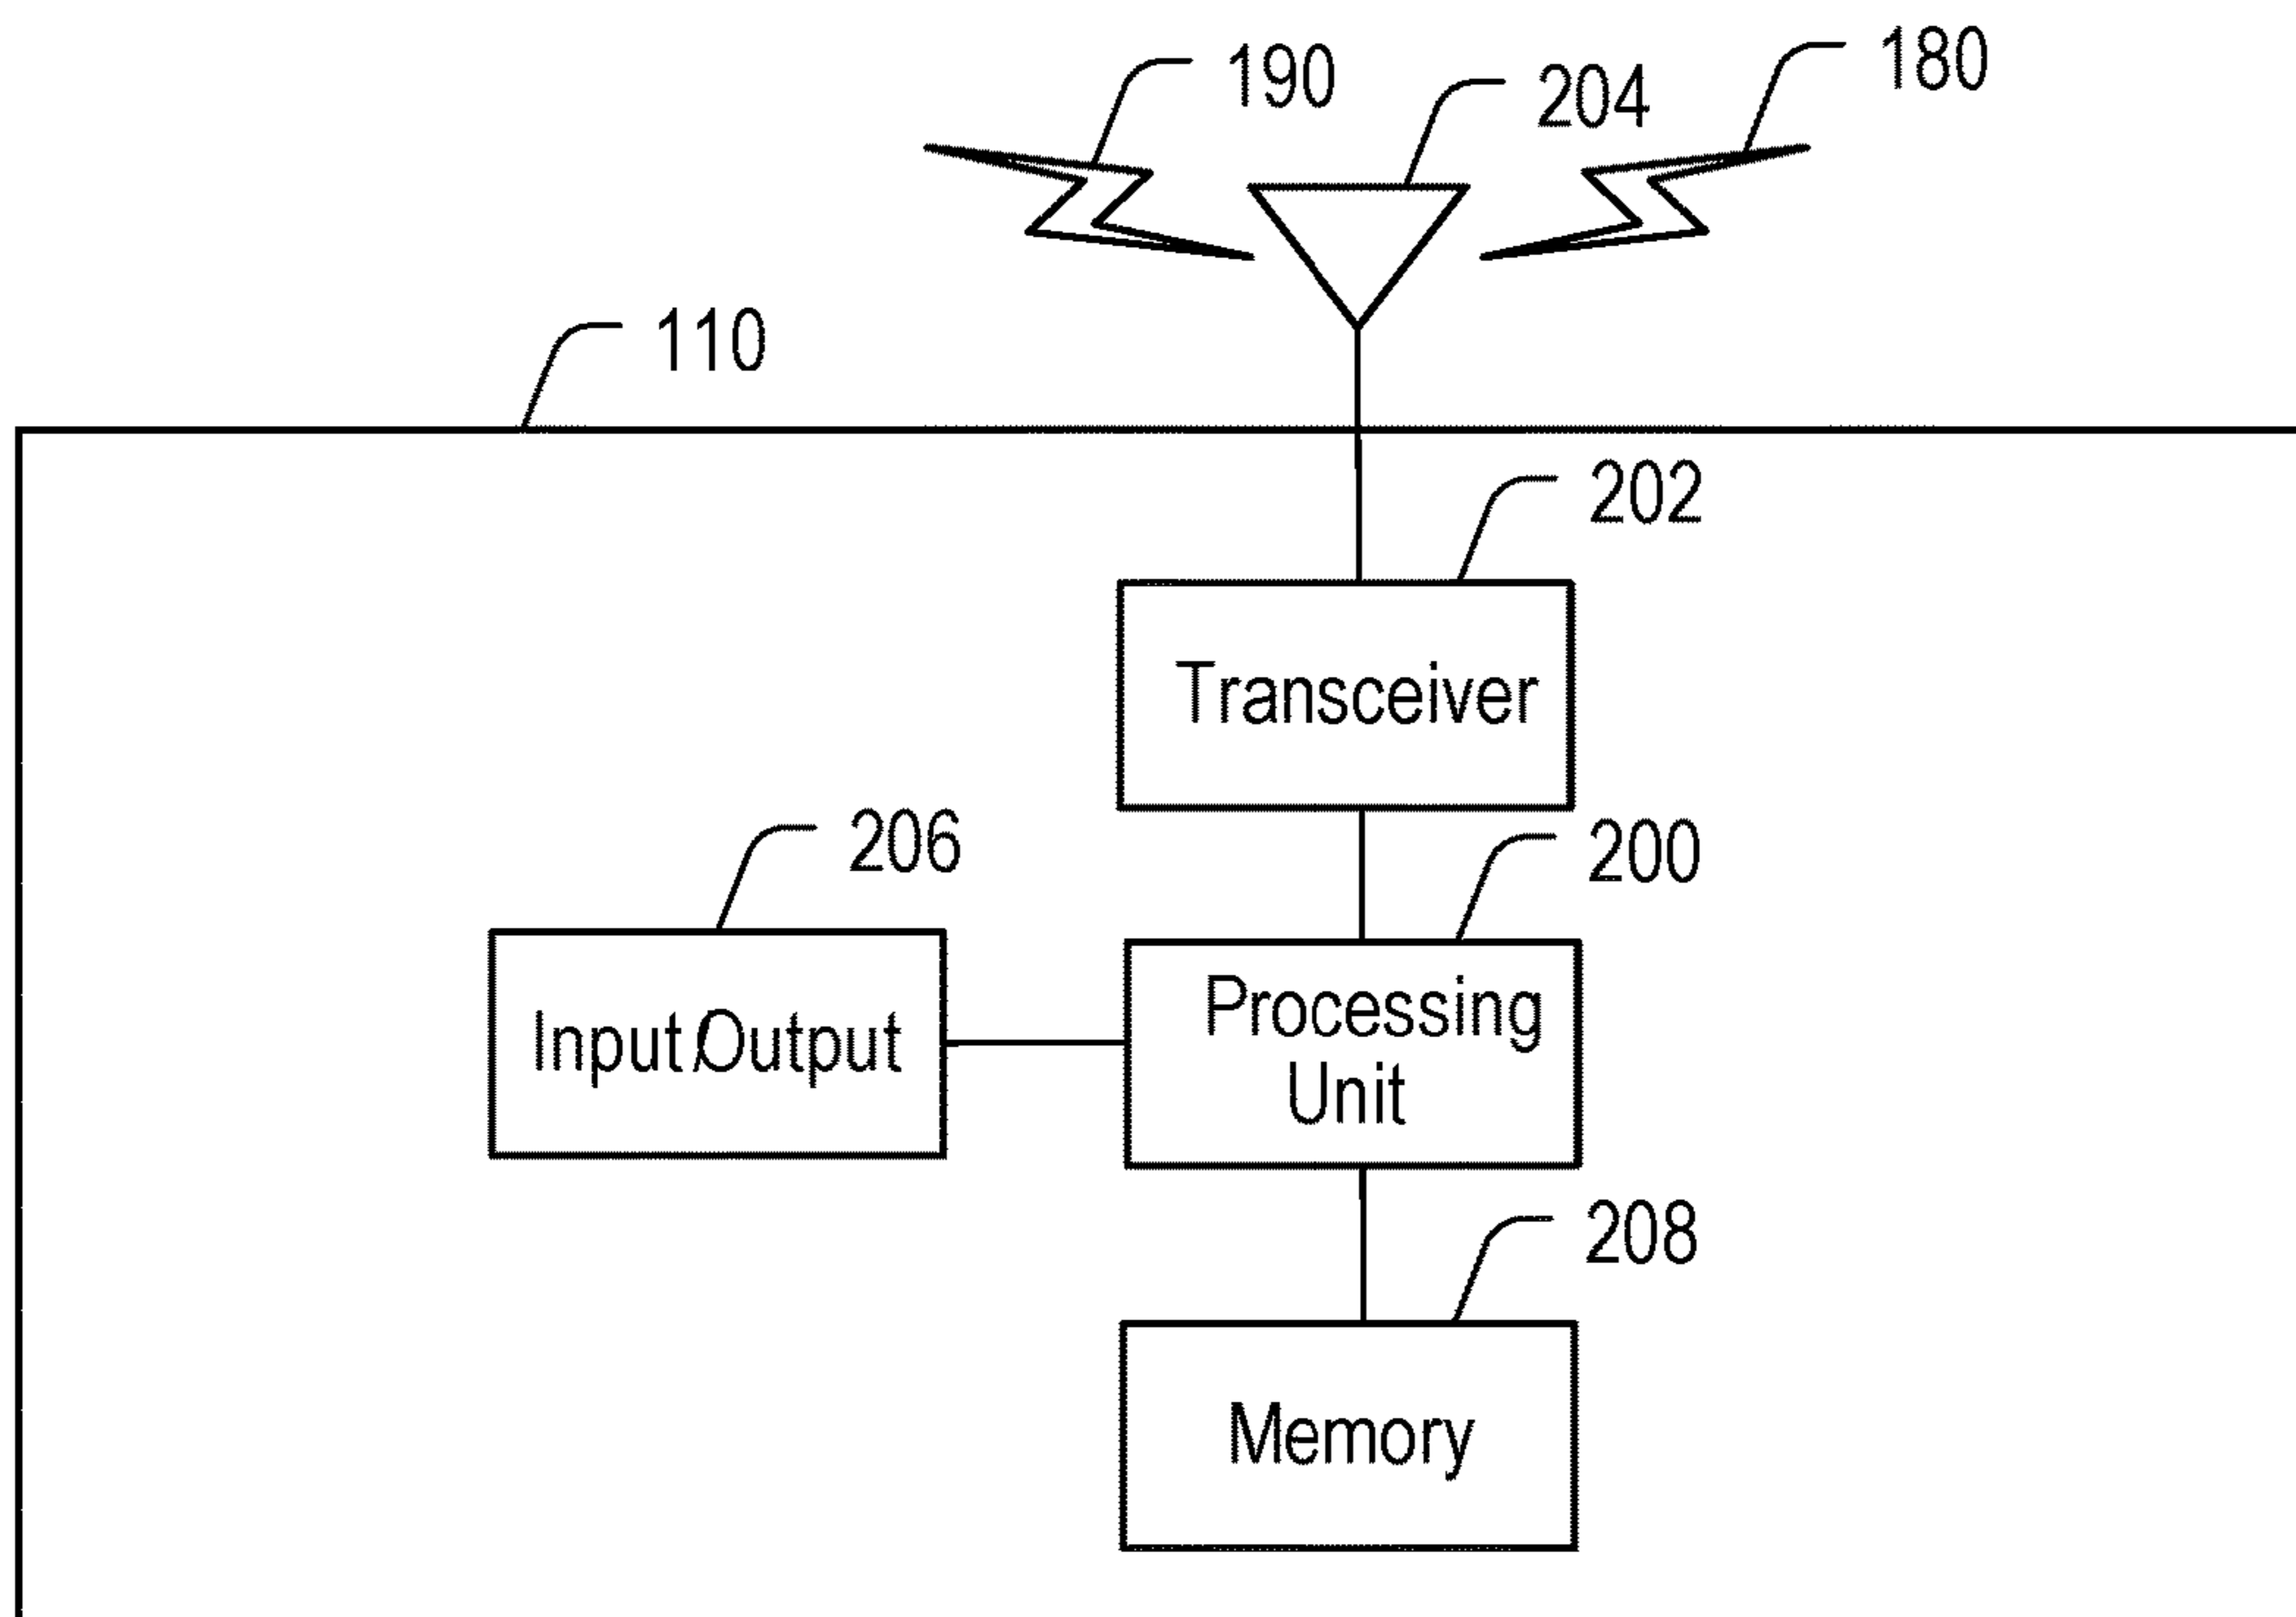 190
204
180
110
202
Transceiver
206
200
Input/Output
Processing
Unit
208
Memory